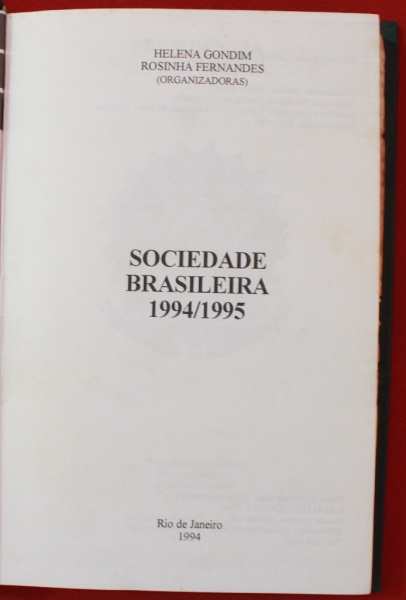 HELENA GONDIM
ROSINHA FERNANDES
(ORGANIZADORAS)
SOCIEDADE
BRASILEIRA
1994/1995
Rio de Janeiro
1994